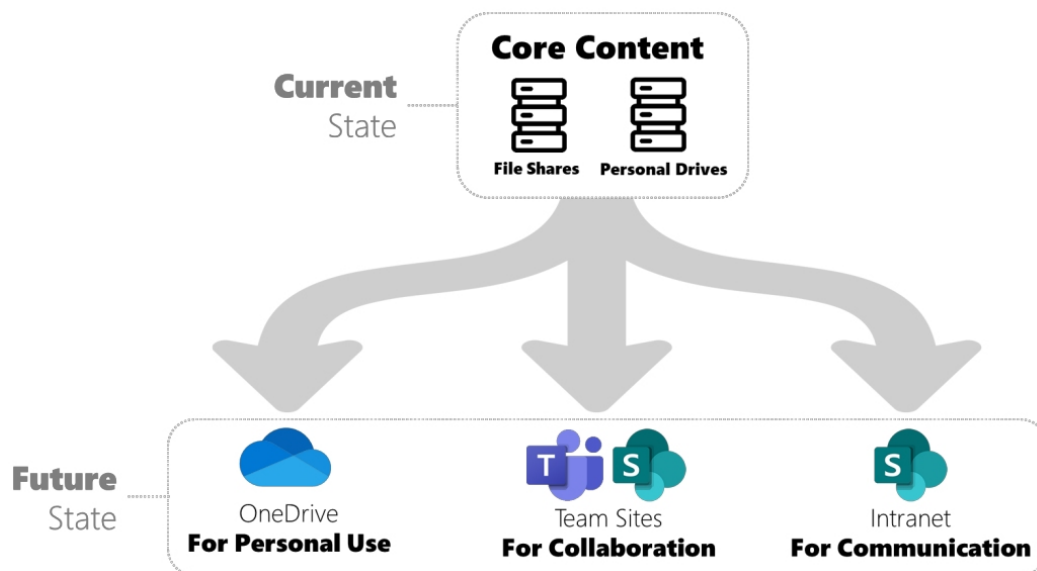 Core Content
Current
State
File Shares
Personal Drives
Future
State
T
S
S
OneDrive
For Personal Use
Team Sites
For Collaboration
Intranet
For Communication